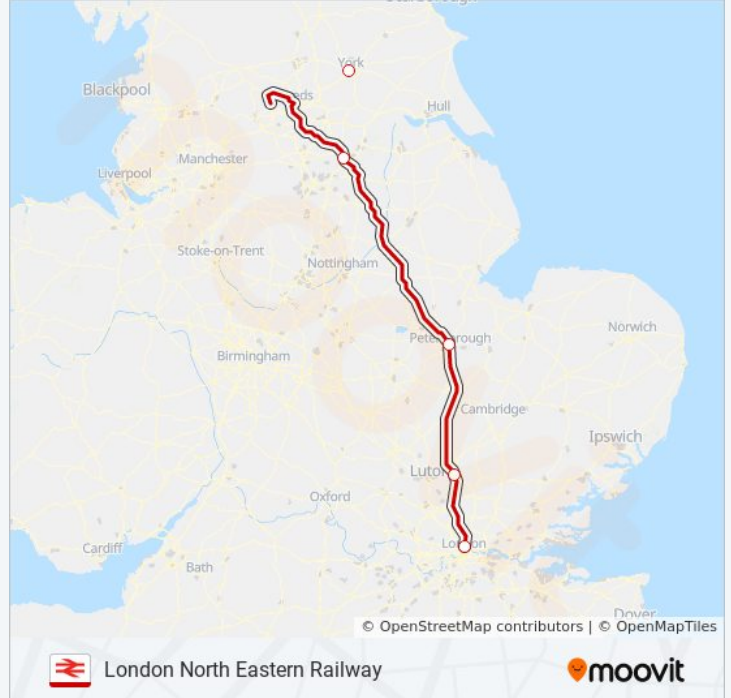 York
Blackpool
eds
Hull
Manchester
Liverpool
Stoke-on-Trent
Nottingham
Norwich
Peterborough
Birmingham
Cambridge
Ipswich
Luton
Oxford
London
Cardiff
Bath
Dover
© OpenStreetMap contributors | © OpenMapTiles
London North Eastern Railway
moovit